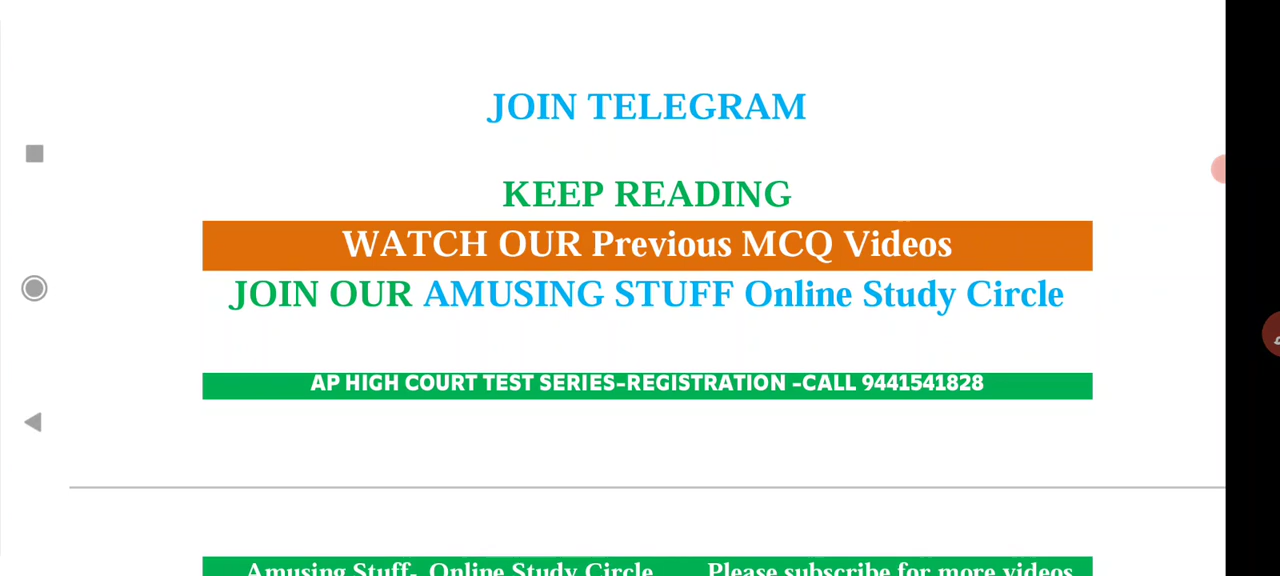 JOIN TELEGRAM
KEEP READING
WATCH OUR Previous MCQ Videos
JOIN OUR AMUSING STUFF Online Study Circle
AP HIGH COURT TEST SERIES-REGISTRATION -CALL 9441541828
Amusing Stuff- Online Study Circle Please subscribe for more videos